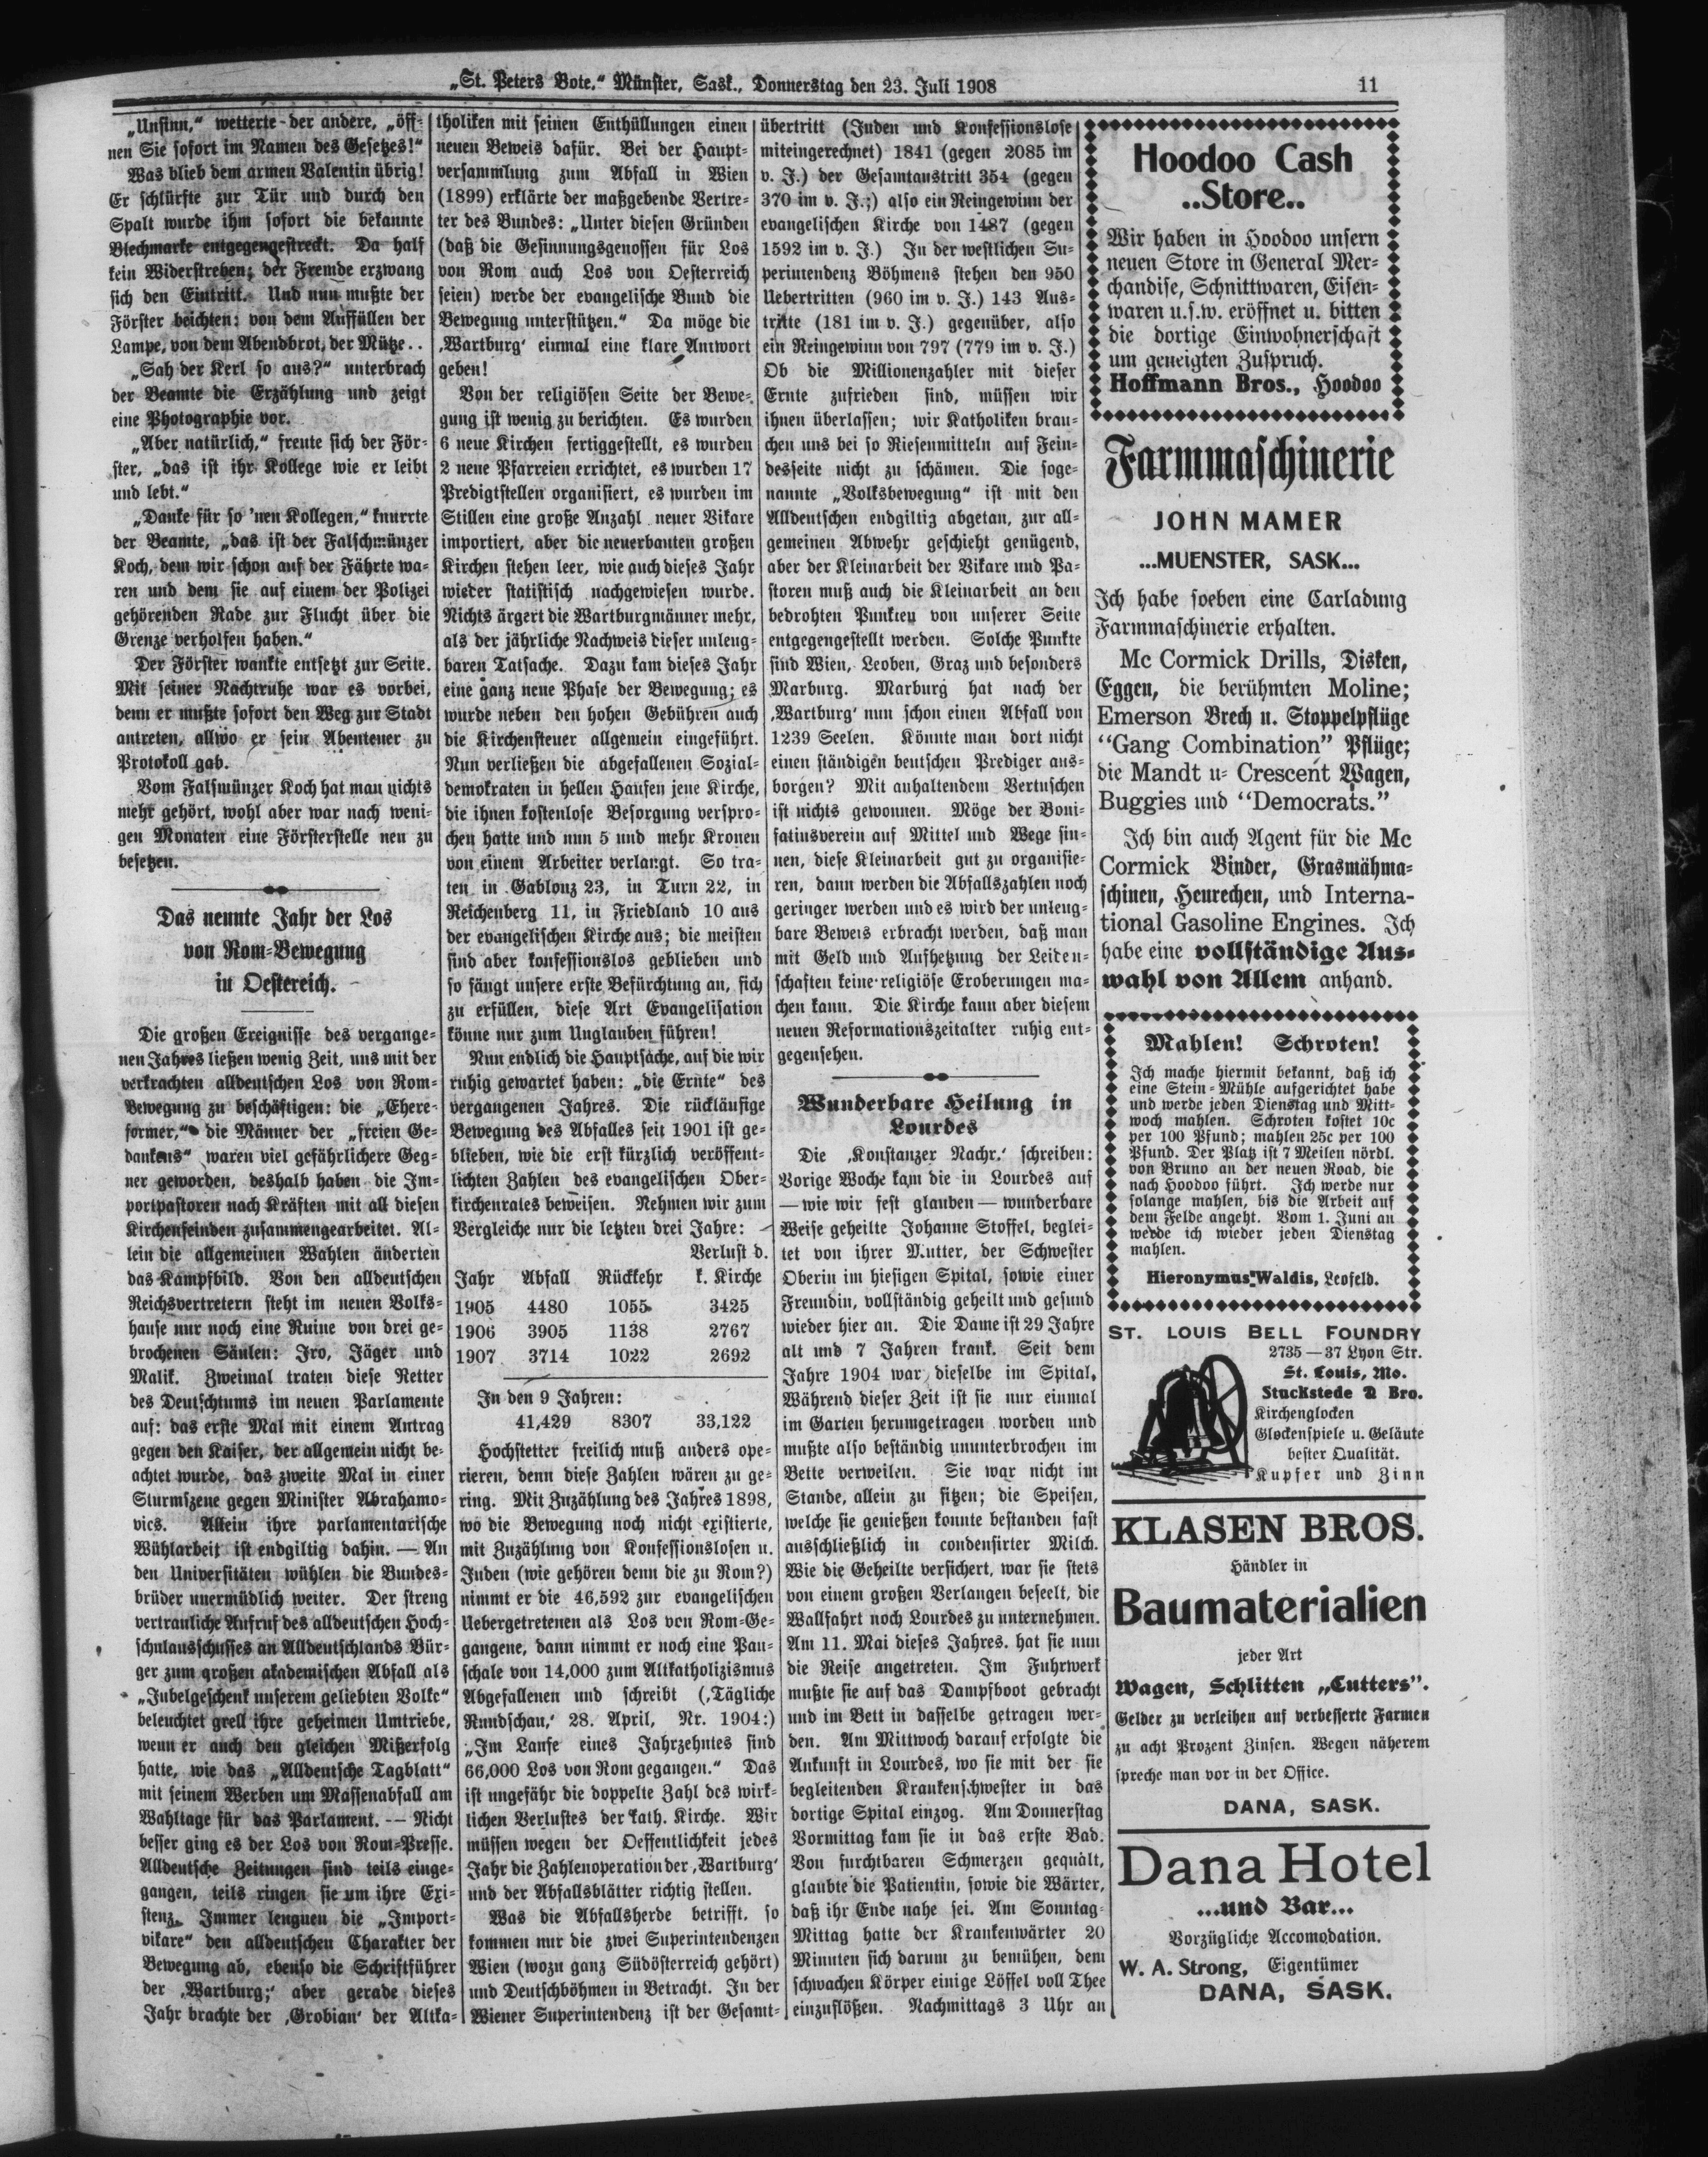 „St. Peters Bote,“ Münster, Sask., Donnerstag den 23. Juli 1908
11
„Unsinn,“ wetterte der andere, „öff-
nen Sie sofort im Namen des Gesetzes!“
Was blieb dem armen Valentin übrig!
Er schlürfte zur Tür und durch den
Spalt wurde ihm sofort die bekannte
Blechmarke entgegengestreckt. Da half
kein Widerstreben; der Fremde erzwang
sich den Eintritt. Und nun mußte der
Förster beichten: von dem Auffüllen der
Lampe, von dem Abendbrot, der Mütze..
„Sah der Kerl so aus?“ unterbrach
der Beamte die Erzählung und zeigt
eine Photographie vor.
„Aber natürlich,“ freute sich der För-
ster, „das ist ihr Kollege wie er leibt
und lebt.“
„Danke für so 'nen Kollegen,“ knurrte
der Beamte, „das ist der Falschmünzer
Koch, dem wir schon auf der Fährte wa-
ren und dem sie auf einem der Polizei
gehörenden Rade zur Flucht über die
Grenze verholfen haben.“
Der Förster wankte entsetzt zur Seite.
Mit seiner Nachtruhe war es vorbei,
denn er mußte sofort den Weg zur Stadt
antreten, allwo er sein Abenteuer zu
Protokoll gab.
Vom Falsmünzer Koch hat man nichts
mehr gehört, wohl aber war nach weni-
gen Monaten eine Försterstelle neu zu
besetzen.
Das neunte Jahr der Los
von Rom-Bewegung
in Oestereich.
Die großen Ereignisse des vergange-
nen Jahres ließen wenig Zeit, uns mit der
verkrachten alldeutschen Los von Rom-
Bewegung zu beschäftigen: die „Ehere-
former,“ die Männer der „freien Ge-
dankens“ waren viel gefährlichere Geg-
ner geworden, deshalb haben die Im-
portpastoren nach Kräften mit all diesen
Kirchenfeinden zusammengearbeitet. Al-
lein die allgemeinen Wahlen änderten
das Kampfbild. Von den alldeutschen
Reichsvertretern steht im neuen Volks-
hause nur noch eine Ruine von drei ge-
brochenen Säulen: Iro, Jäger und
Malik. Zweimal traten diese Retter
des Deutschtums im neuen Parlamente
auf: das erste Mal mit einem Antrag
gegen den Kaiser, der allgemein nicht be-
achtet wurde, das zweite Mal in einer
Sturmszene gegen Minister Abrahamo-
vics. Allein ihre parlamentarische
Wühlarbeit ist endgiltig dahin. — An
den Universitäten wühlen die Bundes-
brüder unermüdlich weiter. Der streng
vertrauliche Aufruf des alldeutschen Hoch-
schulausschusses an Alldeutschlands Bür-
ger zum großen akademischen Abfall als
„Jubelgeschenk unserem geliebten Volke“
beleuchtet grell ihre geheimen Umtriebe,
wenn er auch den gleichen Mißerfolg
hatte, wie das „Alldeutsche Tagblatt“
mit seinem Werben um Massenabfall am
Wahltage für das Parlament. — Nicht
besser ging es der Los von Rom-Presse.
Alldeutsche Zeitungen sind teils einge-
gangen, teils ringen sie um ihre Exi-
stenz. Immer leugnen die „Import-
vikare“ den alldeutschen Charakter der
Bewegung ab, ebenso die Schriftführer
der ‚Wartburg;‘ aber gerade dieses
Jahr brachte der ‚Grobian‘ der Altka-
tholiken mit seinen Enthüllungen einen
neuen Beweis dafür. Bei der Haupt-
versammlung zum Abfall in Wien
(1899) erklärte der maßgebende Vertre-
ter des Bundes: „Unter diesen Gründen
(daß die Gesinnungsgenossen für Los
von Rom auch Los von Oesterreich
seien) werde der evangelische Bund die
Bewegung unterstützen.“ Da möge die
‚Wartburg‘ einmal eine klare Antwort
geben!
Von der religiösen Seite der Bewe-
gung ist wenig zu berichten. Es wurden
6 neue Kirchen fertiggestellt, es wurden
2 neue Pfarreien errichtet, es wurden 17
Predigtstellen organisiert, es wurden im
Stillen eine große Anzahl neuer Vikare
importiert, aber die neuerbauten großen
Kirchen stehen leer, wie auch dieses Jahr
wieder statistisch nachgewiesen wurde.
Nichts ärgert die Wartburgmänner mehr,
als der jährliche Nachweis dieser unleug-
baren Tatsache. Dazu kam dieses Jahr
eine ganz neue Phase der Bewegung; es
wurde neben den hohen Gebühren auch
die Kirchensteuer allgemein eingeführt.
Nun verließen die abgefallenen Sozial-
demokraten in hellen Haufen jene Kirche,
die ihnen kostenlose Besorgung verspro-
chen hatte und nun 5 und mehr Kronen
von einem Arbeiter verlangt. So tra-
ten in Gablonz 23, in Turn 22, in
Reichenberg 11, in Friedland 10 aus
der evangelischen Kirche aus; die meisten
sind aber konfessionslos geblieben und
so fängt unsere erste Befürchtung an, sich
zu erfüllen, diese Art Evangelisation
könne nur zum Unglauben führen!
Nun endlich die Hauptsache, auf die wir
ruhig gewartet haben: „die Ernte“ des
vergangenen Jahres. Die rückläufige
Bewegung des Abfalles seit 1901 ist ge-
blieben, wie die erst kürzlich veröffent-
lichten Zahlen des evangelischen Ober-
kirchenrates beweisen. Nehmen wir zum
Vergleiche nur die letzten drei Jahre:
Verlust d.
Jahr Abfall Rückkehr k. Kirche
1905 4480 1055 3425
1906 3905 1138 2767
1907 3714 1022 2692
In den 9 Jahren:
41,429 8307 33,122
Hochstetter freilich muß anders ope-
rieren, denn diese Zahlen wären zu ge-
ring. Mit Zuzählung des Jahres 1898,
wo die Bewegung noch nicht existierte,
mit Zuzählung von Konfessionslosen u.
Juden (wie gehören denn die zu Rom?)
nimmt er die 46,592 zur evangelischen
Uebergetretenen als Los von Rom-Ge-
gangene, dann nimmt er noch eine Pau-
schale von 14,000 zum Altkatholizismus
Abgefallenen und schreibt (‚Tägliche
Rundschau,‘ 28. April, Nr. 1904:)
„Im Laufe eines Jahrzehntes sind
66,000 Los von Rom gegangen.“ Das
ist ungefähr die doppelte Zahl des wirk-
lichen Verlustes der kath. Kirche. Wir
müssen wegen der Oeffentlichkeit jedes
Jahr die Zahlenoperation der ‚Wartburg‘
und der Abfallsblätter richtig stellen.
Was die Abfallsherde betrifft, so
kommen nur die zwei Superintendenzen
Wien (wozu ganz Südösterreich gehört)
und Deutschböhmen in Betracht. In der
Wiener Superintendenz ist der Gesamt-
übertritt (Juden und Konfessionslose
miteingerechnet) 1841 (gegen 2085 im
v. J.) der Gesamtaustritt 354 (gegen
370 im v. J.;) also ein Reingewinn der
evangelischen Kirche von 1487 (gegen
1592 im v. J.) In der westlichen Su-
perintendenz Böhmens stehen den 950
Uebertritten (960 im v. J.) 143 Aus-
tritte (181 im v. J.) gegenüber, also
ein Reingewinn von 797 (779 im v. J.)
Ob die Millionenzahler mit dieser
Ernte zufrieden sind, müssen wir
ihnen überlassen; wir Katholiken brau-
chen uns bei so Riesenmitteln auf Fein-
desseite nicht zu schämen. Die soge-
nannte „Volksbewegung“ ist mit den
Alldeutschen endgiltig abgetan, zur all-
gemeinen Abwehr geschieht genügend,
aber der Kleinarbeit der Vikare und Pa-
storen muß auch die Kleinarbeit an den
bedrohten Punkten von unserer Seite
entgegengestellt werden. Solche Punkte
sind Wien, Leoben, Graz und besonders
Marburg. Marburg hat nach der
‚Wartburg‘ nun schon einen Abfall von
1239 Seelen. Könnte man dort nicht
einen ständigen deutschen Prediger aus-
borgen? Mit anhaltendem Vertuschen
ist nichts gewonnen. Möge der Boni-
fatiusverein auf Mittel und Wege sin-
nen, diese Kleinarbeit gut zu organisie-
ren, dann werden die Abfallszahlen noch
geringer werden und es wird der unleug-
bare Beweis erbracht werden, daß man
mit Geld und Aufhetzung der Leiden-
schaften keine religiöse Eroberungen ma-
chen kann. Die Kirche kann aber diesem
neuen Reformationszeitalter ruhig ent-
gegensehen.
Wunderbare Heilung in
Lourdes
Die ‚Konstanzer Nachr.‘ schreiben:
Vorige Woche kam die in Lourdes auf
— wie wir fest glauben — wunderbare
Weise geheilte Johanne Stoffel, beglei-
tet von ihrer Mutter, der Schwester
Oberin im hiesigen Spital, sowie einer
Freundin, vollständig geheilt und gesund
wieder hier an. Die Dame ist 29 Jahre
alt und 7 Jahren krank. Seit dem
Jahre 1904 war dieselbe im Spital.
Während dieser Zeit ist sie nur einmal
im Garten herumgetragen worden und
mußte also beständig ununterbrochen im
Bette verweilen. Sie war nicht im
Stande, allein zu sitzen; die Speisen,
welche sie genießen konnte bestanden fast
ausschließlich in condensirter Milch.
Wie die Geheilte versichert, war sie stets
von einem großen Verlangen beseelt, die
Wallfahrt noch Lourdes zu unternehmen.
Am 11. Mai dieses Jahres. hat sie nun
die Reise angetreten. Im Fuhrwerk
mußte sie auf das Dampfboot gebracht
und im Bett in dasselbe getragen wer-
den. Am Mittwoch darauf erfolgte die
Ankunft in Lourdes, wo sie mit der sie
begleitenden Krankenschwester in das
dortige Spital einzog. Am Donnerstag
Vormittag kam sie in das erste Bad.
Von furchtbaren Schmerzen gequält,
glaubte die Patientin, sowie die Wärter,
daß ihr Ende nahe sei. Am Sonntag-
Mittag hatte der Krankenwärter 20
Minuten sich darum zu bemühen, dem
schwachen Körper einige Löffel voll Thee
einzuflößen. Nachmittags 3 Uhr an
Hoodoo Cash
..Store..
Wir haben in Hoodoo unsern
neuen Store in General Mer-
chandise, Schnittwaren, Eisen-
waren u.s.w. eröffnet u. bitten
die dortige Einwohnerschaft
um geneigten Zuspruch.
Hoffmann Bros., Hoodoo
Farmmaschinerie
JOHN MAMER
...MUENSTER, SASK...
Ich habe soeben eine Carladung
Farmmaschinerie erhalten.
Mc Cormick Drills, Disken,
Eggen, die berühmten Moline;
Emerson Brech u. Stoppelpflüge
“Gang Combination” Pflüge;
die Mandt u- Crescent Wagen,
Buggies und “Democrats.”
Ich bin auch Agent für die Mc
Cormick Binder, Grasmähma-
schinen, Heurechen, und Interna-
tional Gasoline Engines. Ich
habe eine vollständige Aus-
wahl von Allem anhand.
Mahlen! Schroten!
Ich mache hiermit bekannt, daß ich
eine Stein-Mühle aufgerichtet habe
und werde jeden Dienstag und Mitt-
woch mahlen. Schroten kostet 10c
per 100 Pfund; mahlen 25c per 100
Pfund. Der Platz ist 7 Meilen nördl.
von Bruno an der neuen Road, die
nach Hoodoo führt. Ich werde nur
solange mahlen, bis die Arbeit auf
dem Felde angeht. Vom 1. Juni an
werde ich wieder jeden Dienstag
mahlen.
Hieronymus Waldis, Leofeld.
ST. LOUIS BELL FOUNDRY
2735—37 Lyon Str.
St. Louis, Mo.
Stuckstede & Bro.
Kirchenglocken
Glockenspiele u. Geläute
bester Qualität.
Kupfer und Zinn
KLASEN BROS.
Händler in
Baumaterialien
jeder Art
Wagen, Schlitten „Cutters“.
Gelder zu verleihen auf verbesserte Farmen
zu acht Prozent Zinsen. Wegen näherem
spreche man vor in der Office.
DANA, SASK.
Dana Hotel
...und Bar...
Vorzügliche Accomodation.
W. A. Strong, Eigentümer
DANA, SASK.